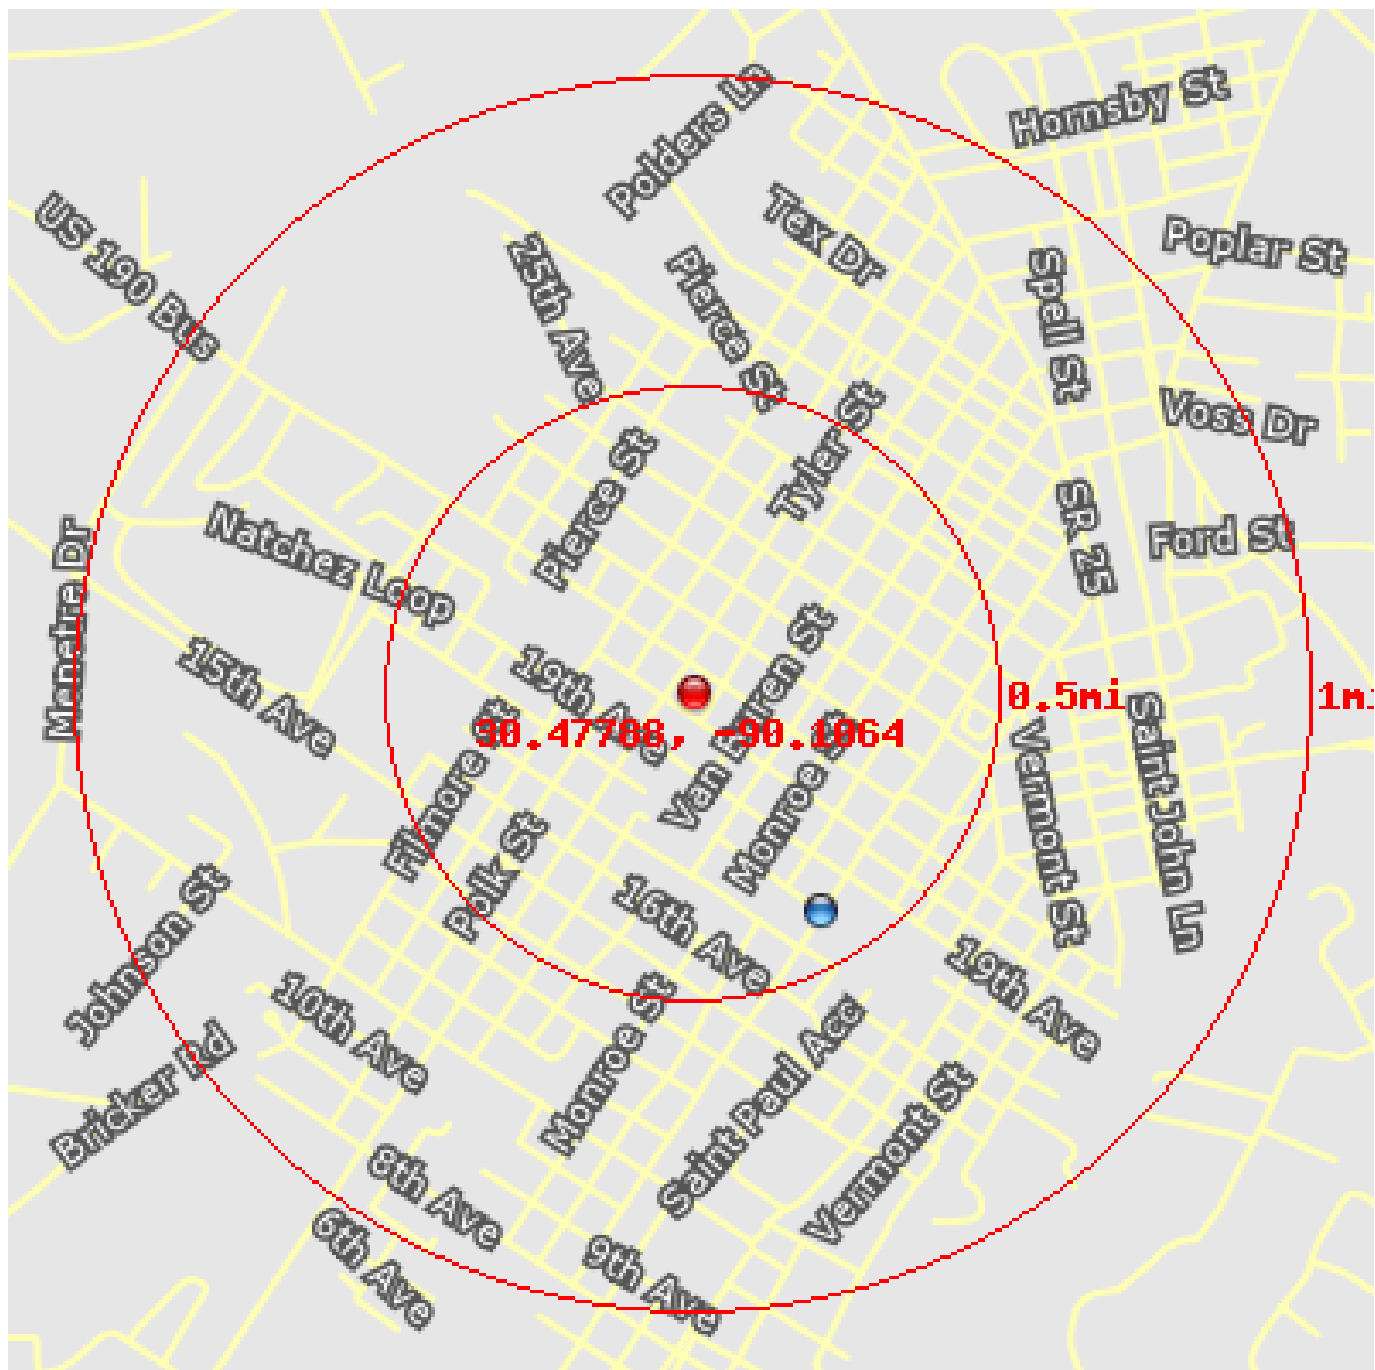 Polders Ln
Hornsby St
US 190 Bus
Tex Dr
Poplar St
25th Ave
Pierce St
Spell St
Voss Dr
Tyler St
Pierce St
SR 25
Ford St
Natchez Loop
Menetre Dr
15th Ave
19th Ave
Van Buren St
0.5mi
1mi
30.47788, -90.1064
Filmore St
Monroe St
Vermont St
Saint John Ln
Polk St
Johnson St
16th Ave
19th Ave
10th Ave
Monroe St
Saint Paul Acc
Bricker Rd
Vermont St
8th Ave
6th Ave
9th Ave